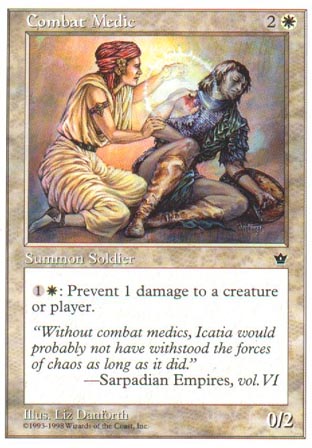 Combat Medic 2
Summon Soldier
1 : Prevent 1 damage to a creature
or player.
“Without combat medics, Icatia would
probably not have withstood the forces
of chaos as long as it did.”
—Sarpadian Empires, vol. VI
Illus. Liz Danforth
©1993-1998 Wizards of the Coast, Inc.
0/2